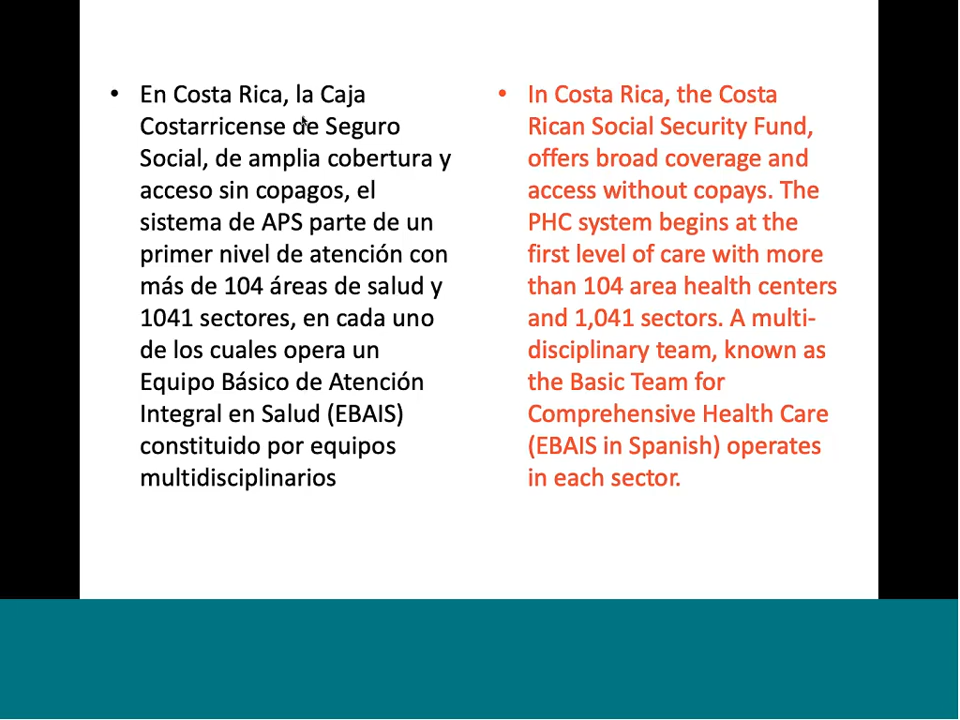 • En Costa Rica, la Caja
Costarricense de Seguro
Social, de amplia cobertura y
acceso sin copagos, el
sistema de APS parte de un
primer nivel de atención con
más de 104 áreas de salud y
1041 sectores, en cada uno
de los cuales opera un
Equipo Básico de Atención
Integral en Salud (EBAIS)
constituido por equipos
multidisciplinarios
• In Costa Rica, the Costa
Rican Social Security Fund,
offers broad coverage and
access without copays. The
PHC system begins at the
first level of care with more
than 104 area health centers
and 1,041 sectors. A multi-
disciplinary team, known as
the Basic Team for
Comprehensive Health Care
(EBAIS in Spanish) operates
in each sector.